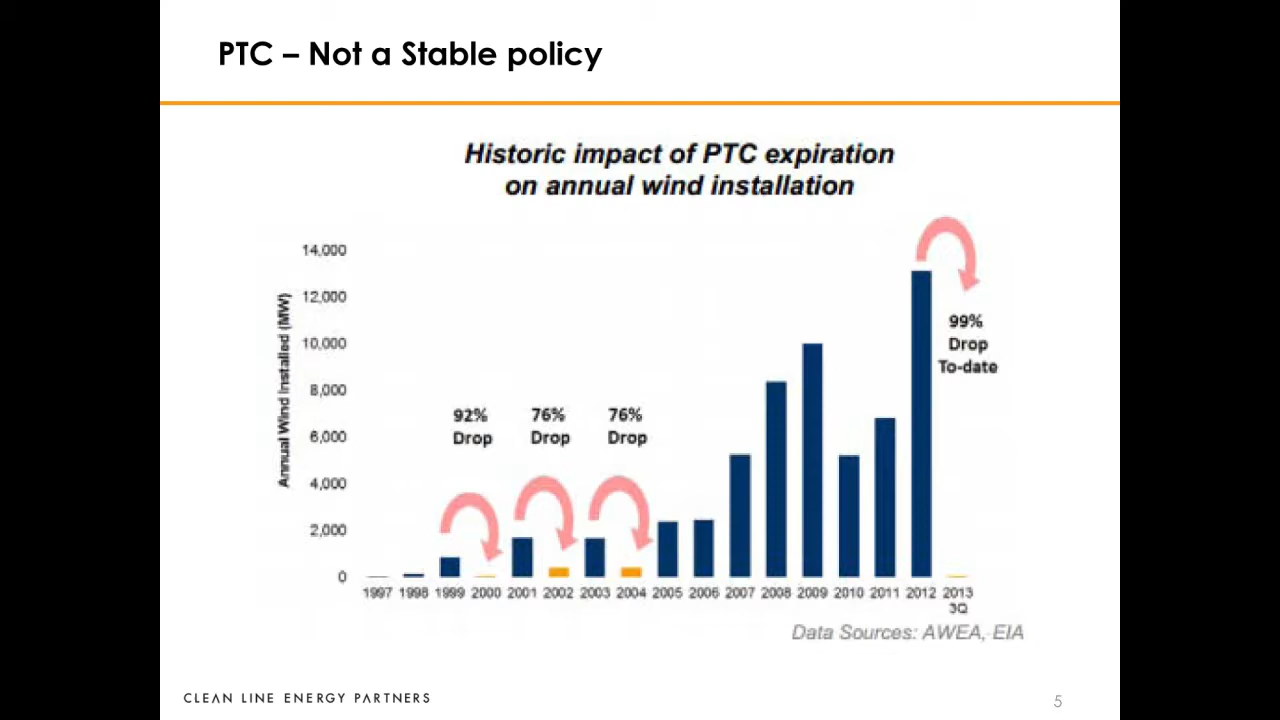 PTC – Not a Stable policy
Historic impact of PTC expiration
on annual wind installation
Annual Wind Installed (MW)
14,000
12,000
10,000
8,000
6,000
4,000
2,000
0
92%
Drop
76%
Drop
76%
Drop
99%
Drop
To-date
1997 1998 1999 2000 2001 2002 2003 2004 2005 2006 2007 2008 2009 2010 2011 2012 2013
3Q
Data Sources: AWEA, EIA
CLEAN LINE ENERGY PARTNERS
5